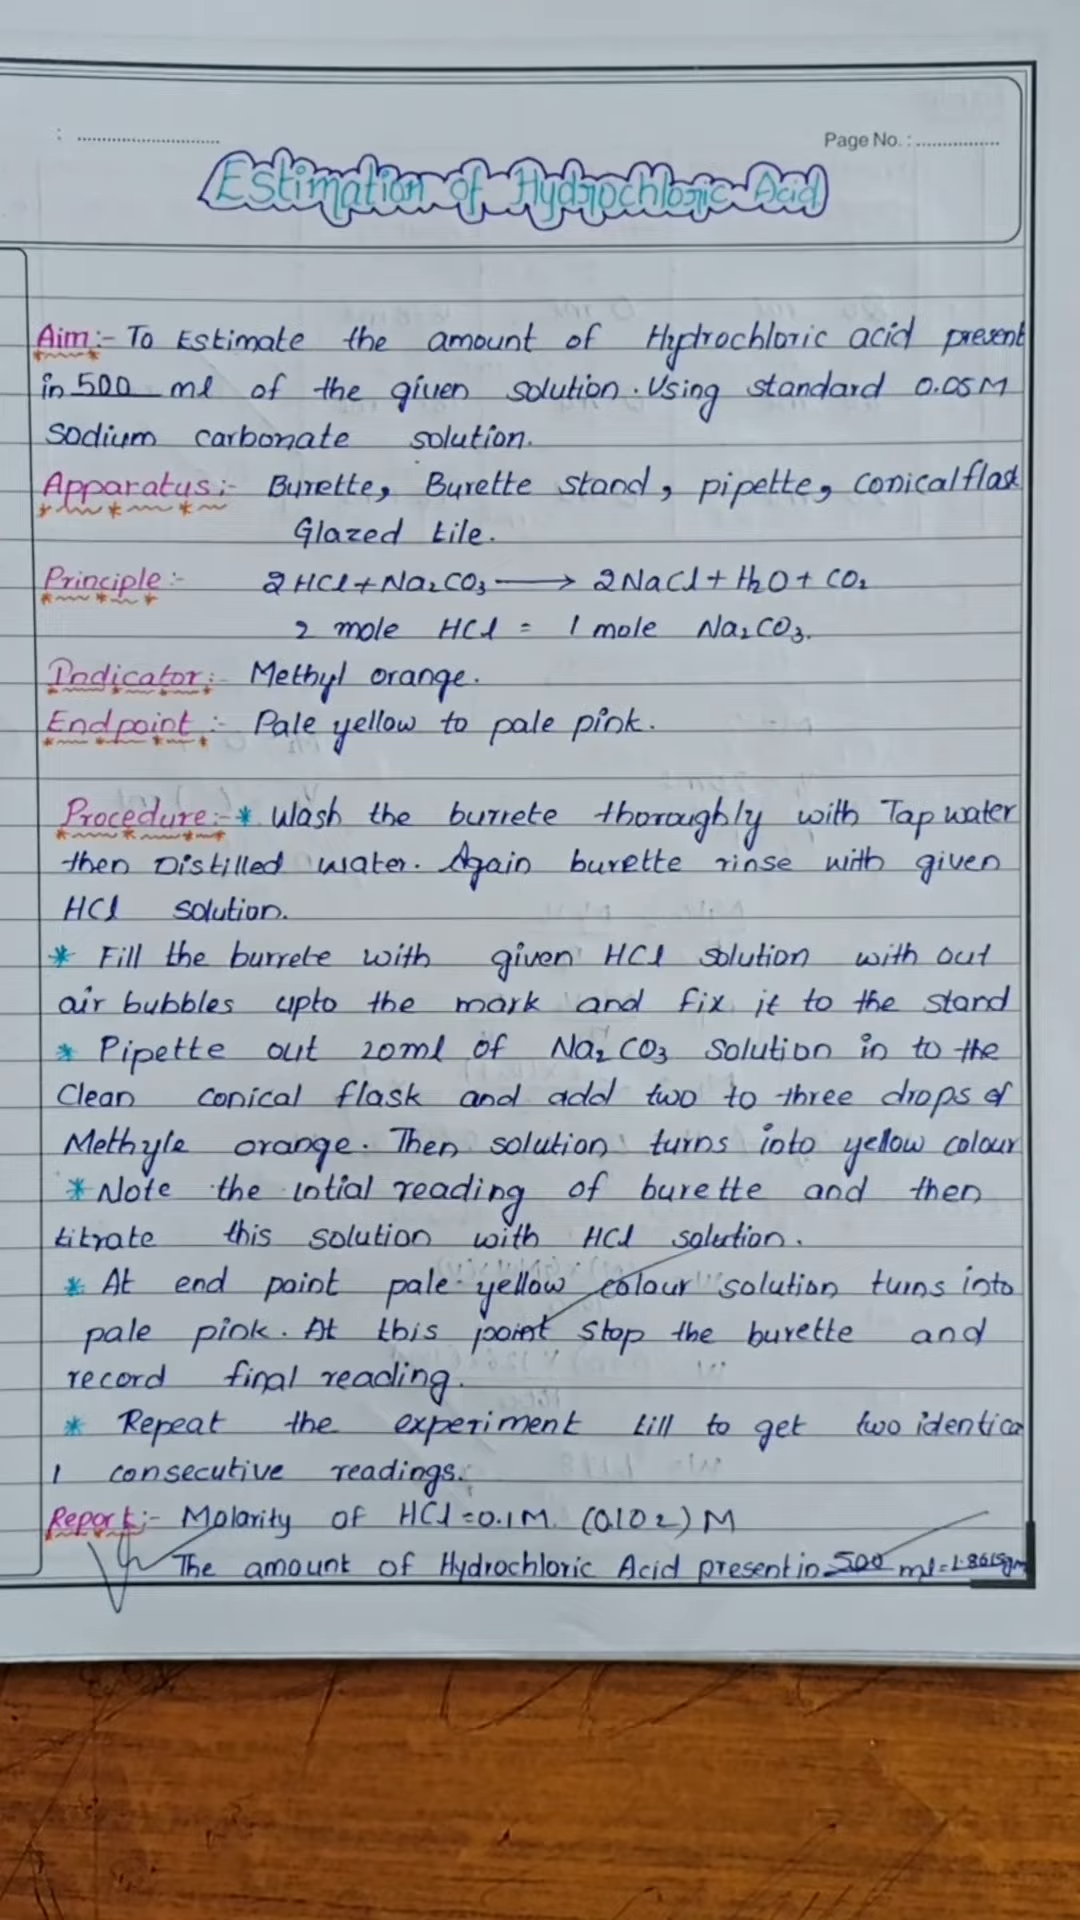 : ................................
Page No. : ..................
Estimation of Hydrochloric Acid
Aim:- To Estimate the amount of Hydrochloric acid present
in 500 ml of the given solution. Using standard 0.05M
Sodium carbonate solution.
Apparatus:- Burette, Burette stand, pipette, conical flask
Glazed tile.
Principle:- 2HCl + Na₂CO₃ ⟶ 2NaCl + H₂O + CO₂
2 mole HCl = 1 mole Na₂CO₃.
Indicator:- Methyl orange.
Endpoint:- Pale yellow to pale pink.
Procedure:- * Wash the burrete thoroughly with Tap water
then Distilled water. Again burette rinse with given
HCl solution.
* Fill the burrete with given HCl solution with out
air bubbles upto the mark and fix it to the stand
* Pipette out 20ml of Na₂CO₃ solution in to the
Clean conical flask and add two to three drops of
Methyle orange. Then solution turns into yellow colour
* Note the intial reading of burette and then
titrate this solution with HCl solution.
* At end point pale yellow colour solution turns into
pale pink. At this point stop the burette and
record final reading.
* Repeat the experiment till to get two identica
l consecutive readings.
Report:- Molarity of HCl = 0.1M (0.102) M
The amount of Hydrochloric Acid present in 500 ml =